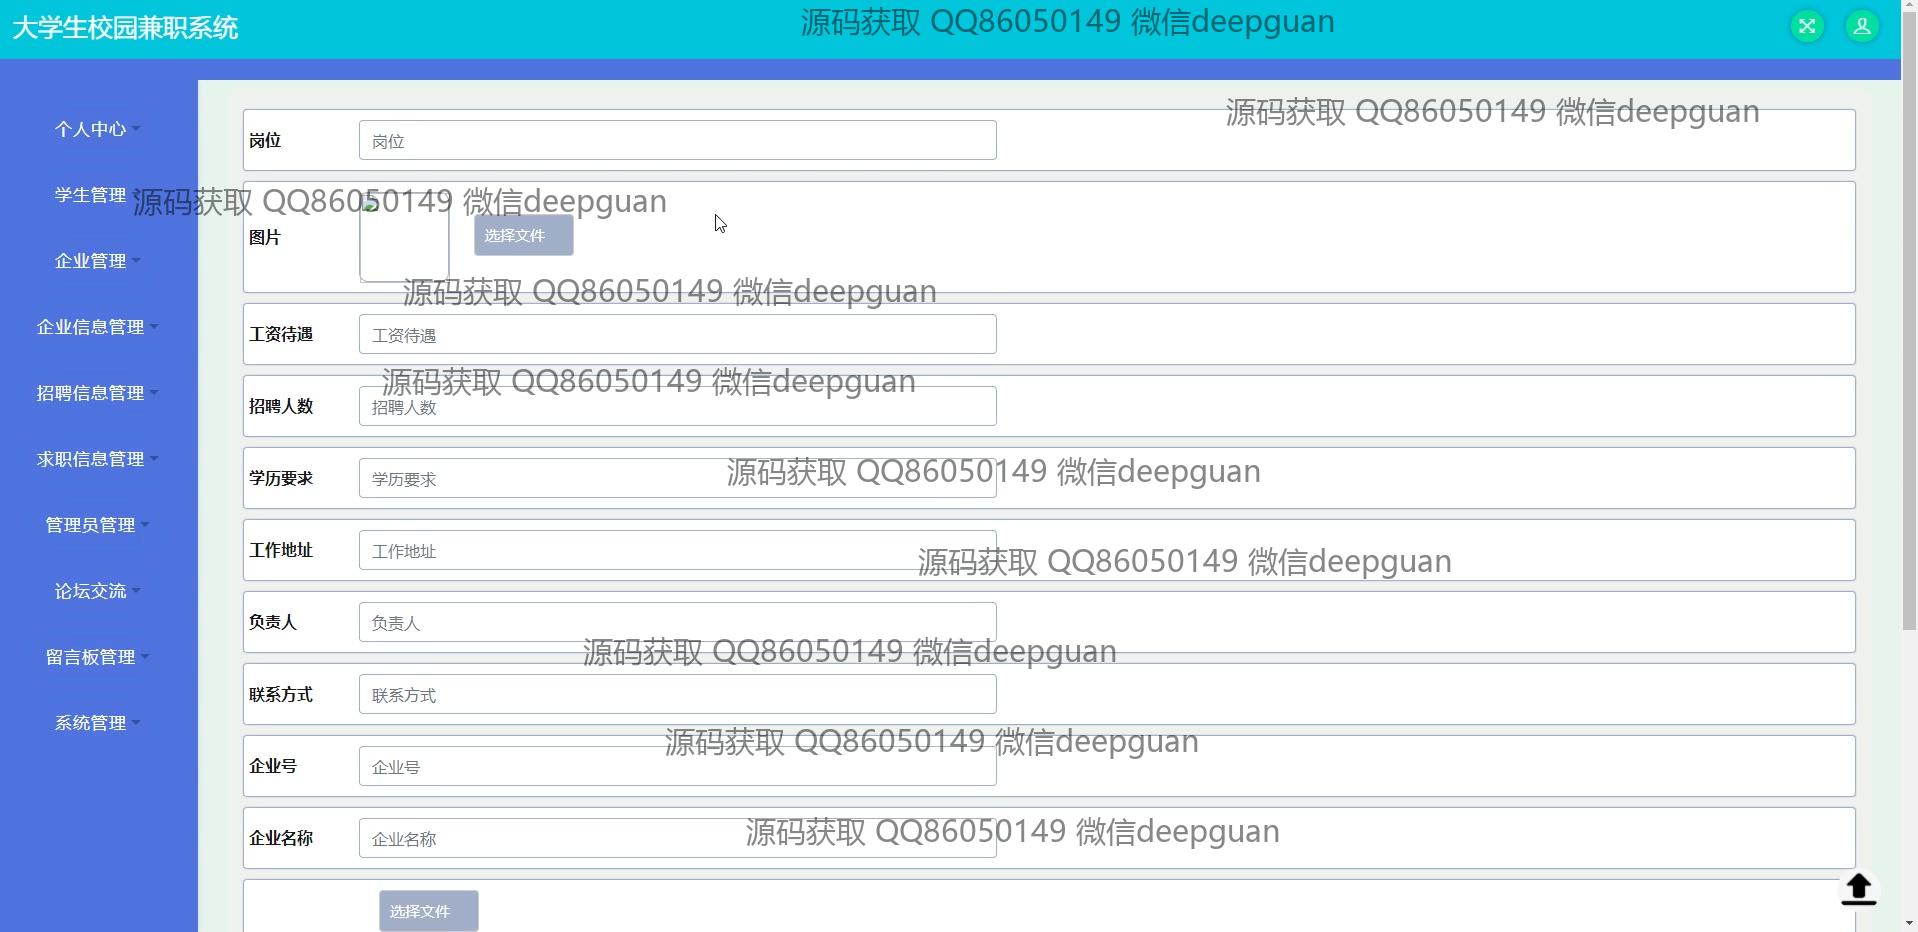 大学生校园兼职系统
源码获取 QQ86050149 微信deepguan
个人中心
学生管理
企业管理
企业信息管理
招聘信息管理
求职信息管理
管理员管理
论坛交流
留言板管理
系统管理
源码获取 QQ86050149 微信deepguan
岗位 岗位
源码获取 QQ86050149 微信deepguan
图片 选择文件
源码获取 QQ86050149 微信deepguan
工资待遇 工资待遇
源码获取 QQ86050149 微信deepguan
招聘人数 招聘人数
源码获取 QQ86050149 微信deepguan
学历要求 学历要求
工作地址 工作地址
源码获取 QQ86050149 微信deepguan
负责人 负责人
源码获取 QQ86050149 微信deepguan
联系方式 联系方式
源码获取 QQ86050149 微信deepguan
企业号 企业号
源码获取 QQ86050149 微信deepguan
企业名称 企业名称
选择文件